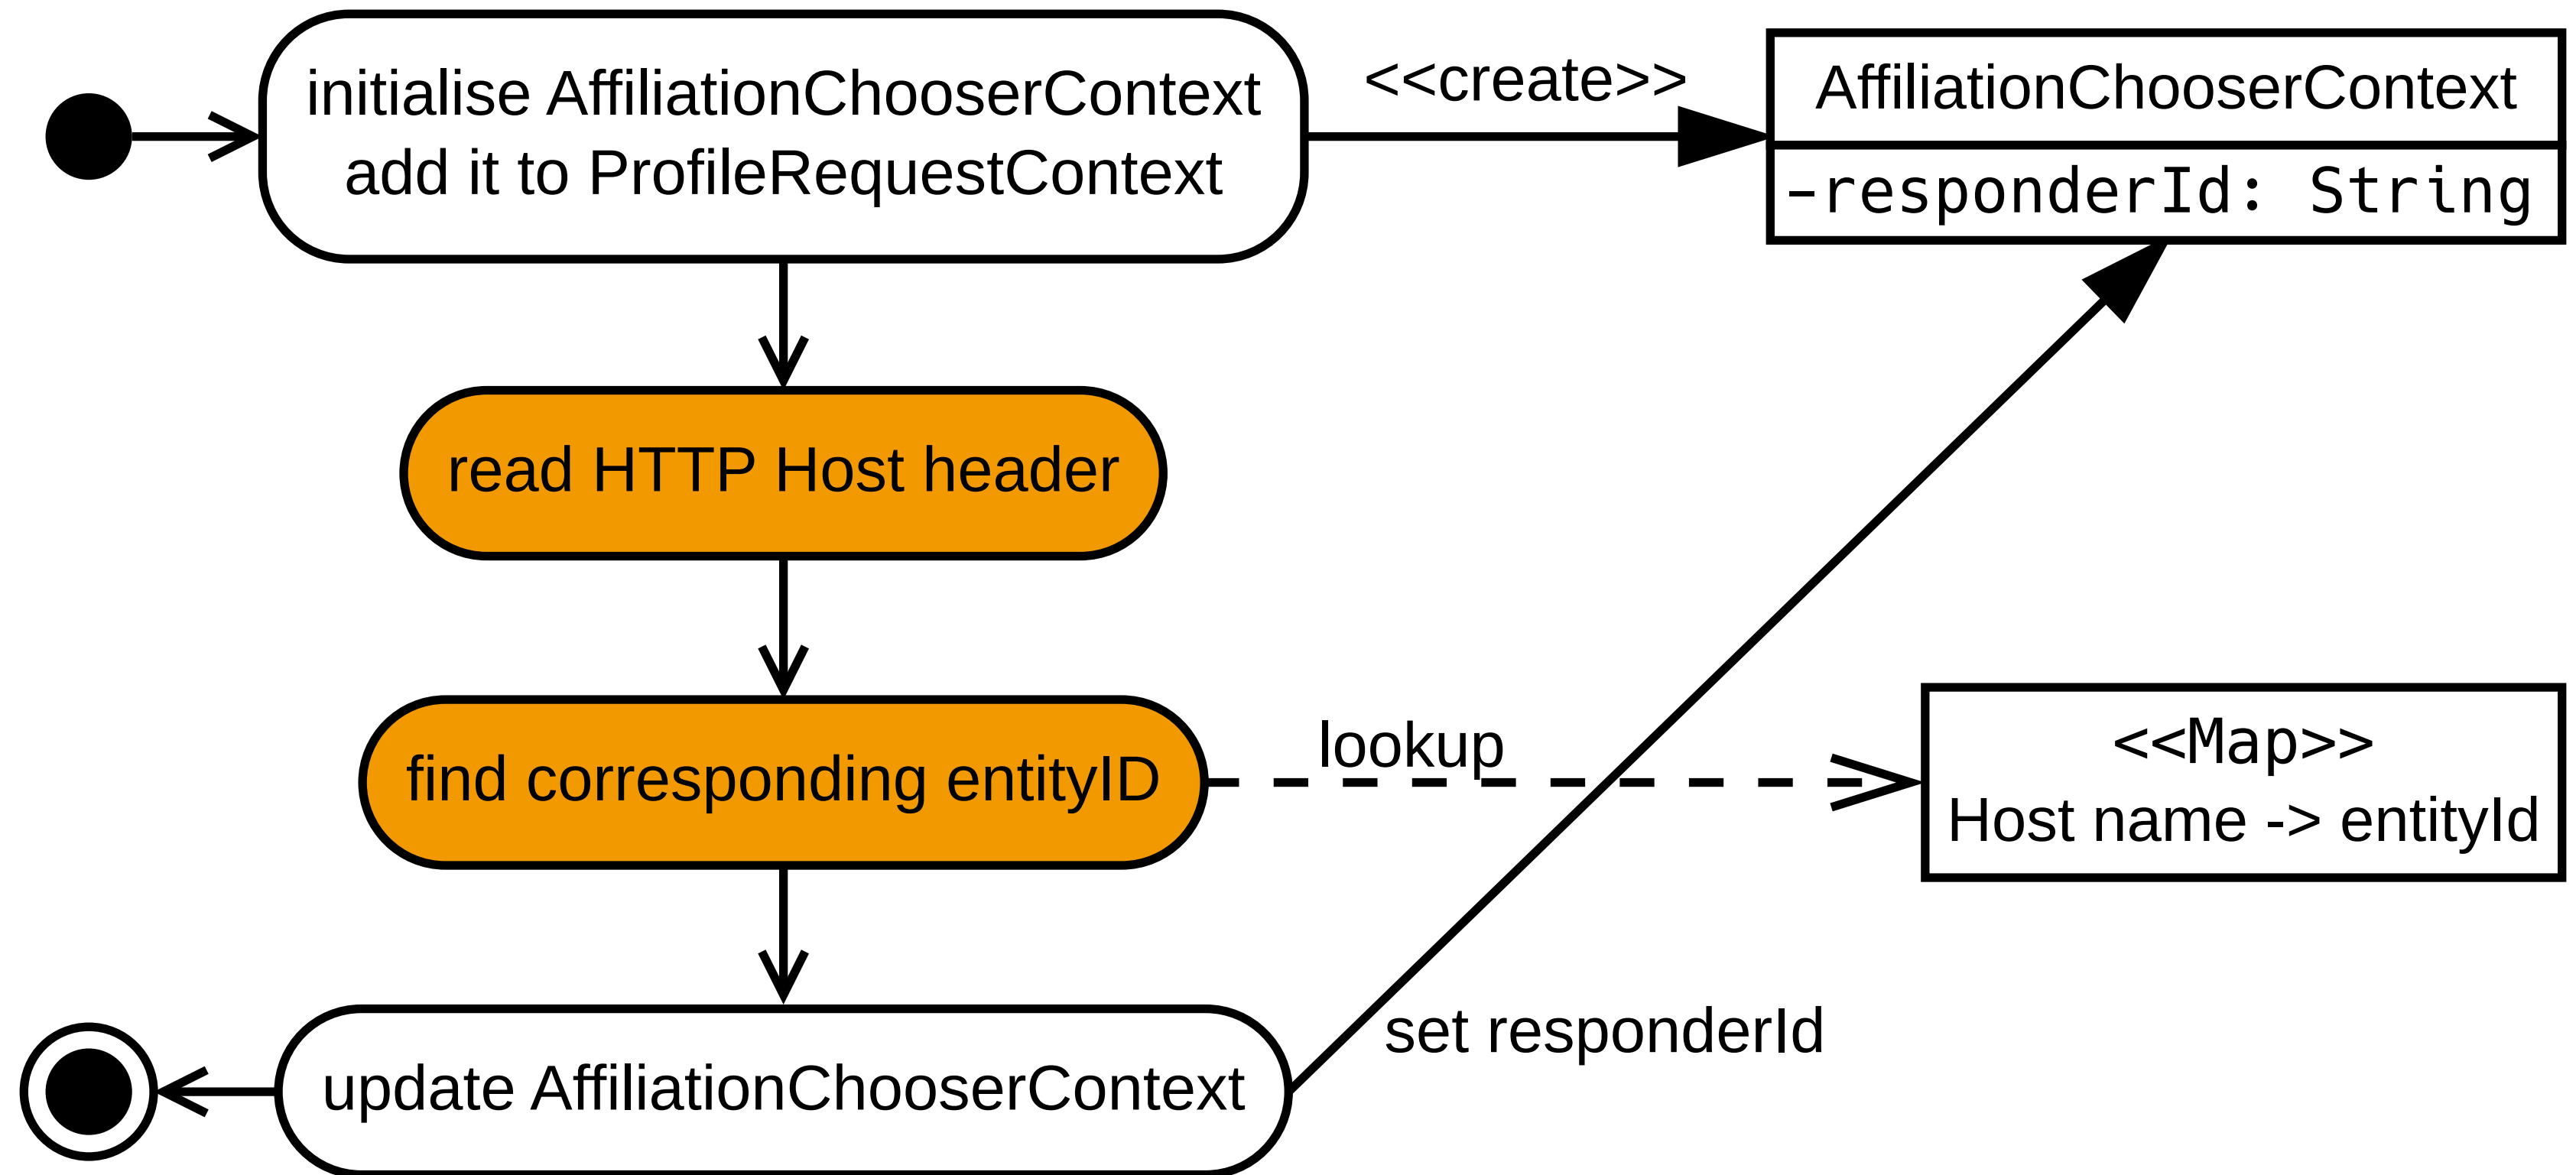 initialise AffiliationChooserContext
add it to ProfileRequestContext
<<create>>
AffiliationChooserContext
-responderId: String
read HTTP Host header
find corresponding entityID
lookup
<<Map>>
Host name -> entityId
set responderId
update AffiliationChooserContext